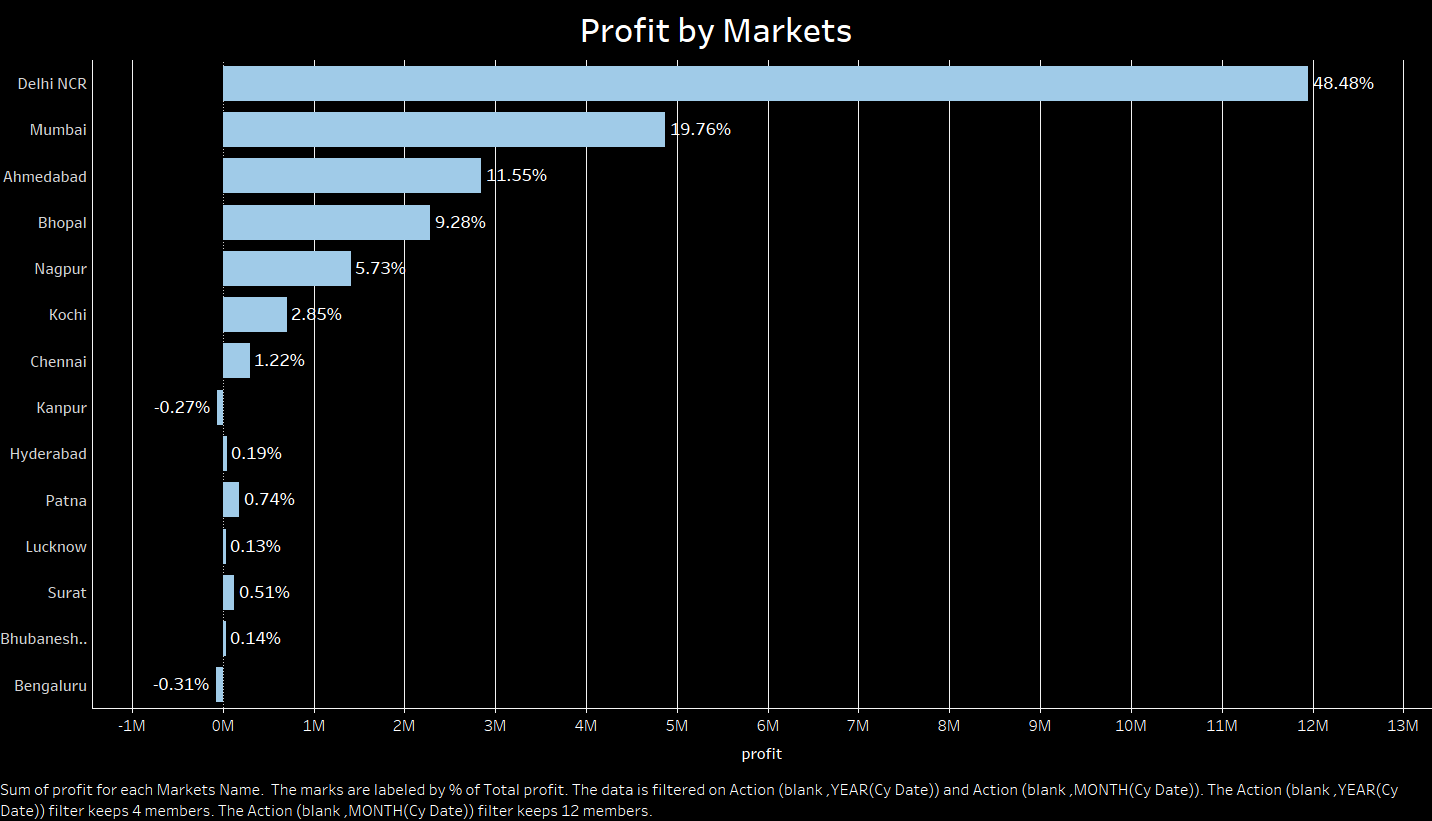 Profit by Markets
Delhi NCR 48.48%
Mumbai 19.76%
Ahmedabad 11.55%
Bhopal 9.28%
Nagpur 5.73%
Kochi 2.85%
Chennai 1.22%
Kanpur -0.27%
Hyderabad 0.19%
Patna 0.74%
Lucknow 0.13%
Surat 0.51%
Bhubanesh.. 0.14%
Bengaluru -0.31%
-1M 0M 1M 2M 3M 4M 5M 6M 7M 8M 9M 10M 11M 12M 13M
profit
Sum of profit for each Markets Name.  The marks are labeled by % of Total profit. The data is filtered on Action (blank ,YEAR(Cy Date)) and Action (blank ,MONTH(Cy Date)). The Action (blank ,YEAR(Cy
Date)) filter keeps 4 members. The Action (blank ,MONTH(Cy Date)) filter keeps 12 members.